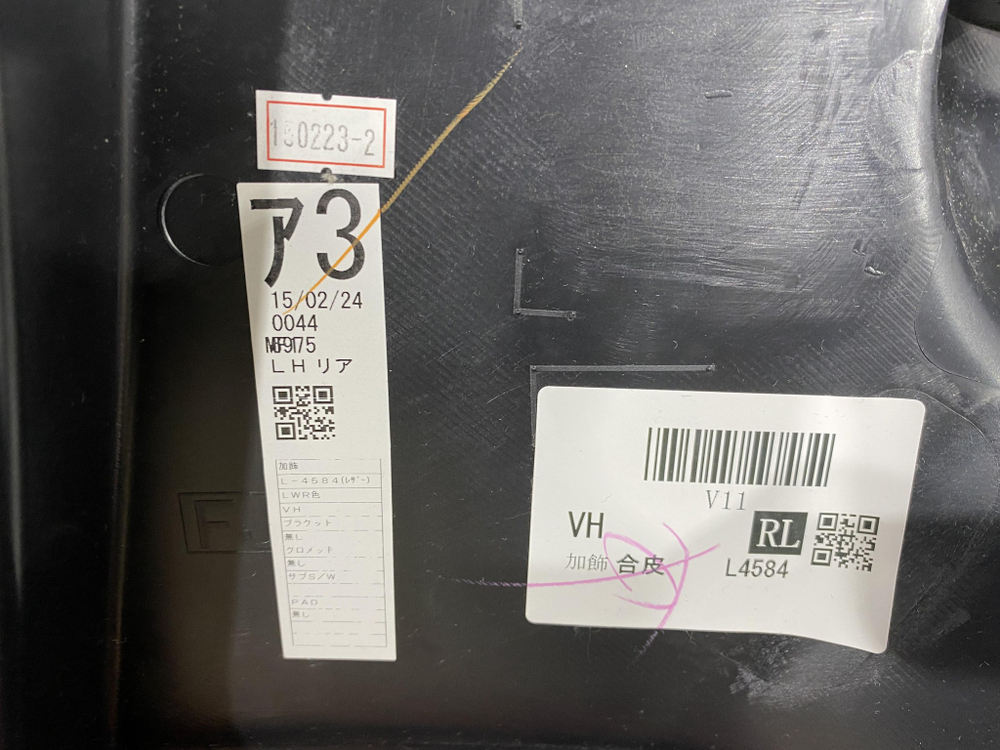 150223-2
ア3
15/02/24
0044
LHリア
加飾
L-4584(ﾚｻﾞｰ)
LWR色
VH
ブラケット
無し
グロメット
無し
サブS/W
PAD
無し
V11
VH
RL
加飾 合皮
L4584